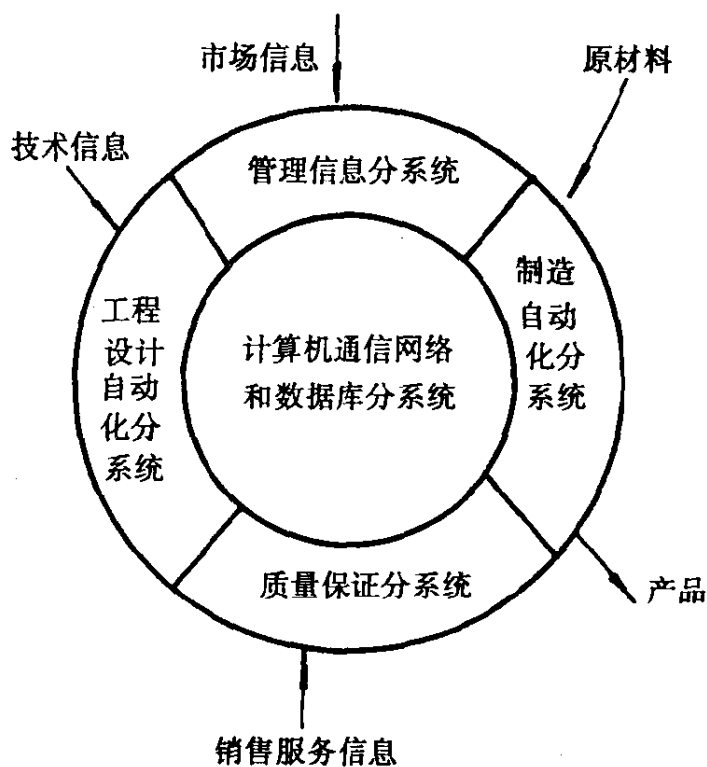 市场信息
原材料
技术信息
管理信息分系统
制造
自动
化分
系统
工程
设计
自动
化分
系统
计算机通信网络
和数据库分系统
质量保证分系统
产品
销售服务信息